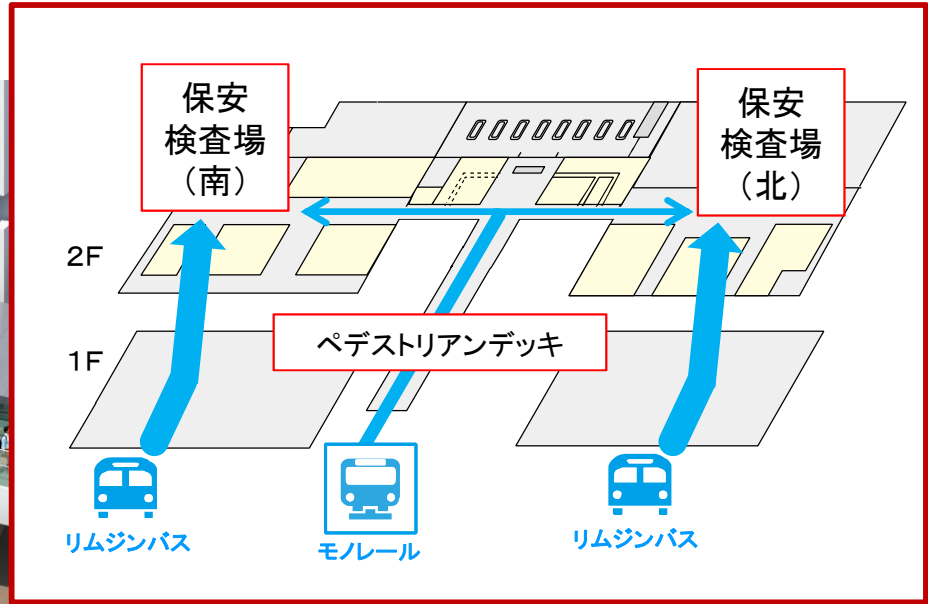 保安
検査場
（南）
保安
検査場
（北）
2F
ペデストリアンデッキ
1F
リムジンバス
モノレール
リムジンバス